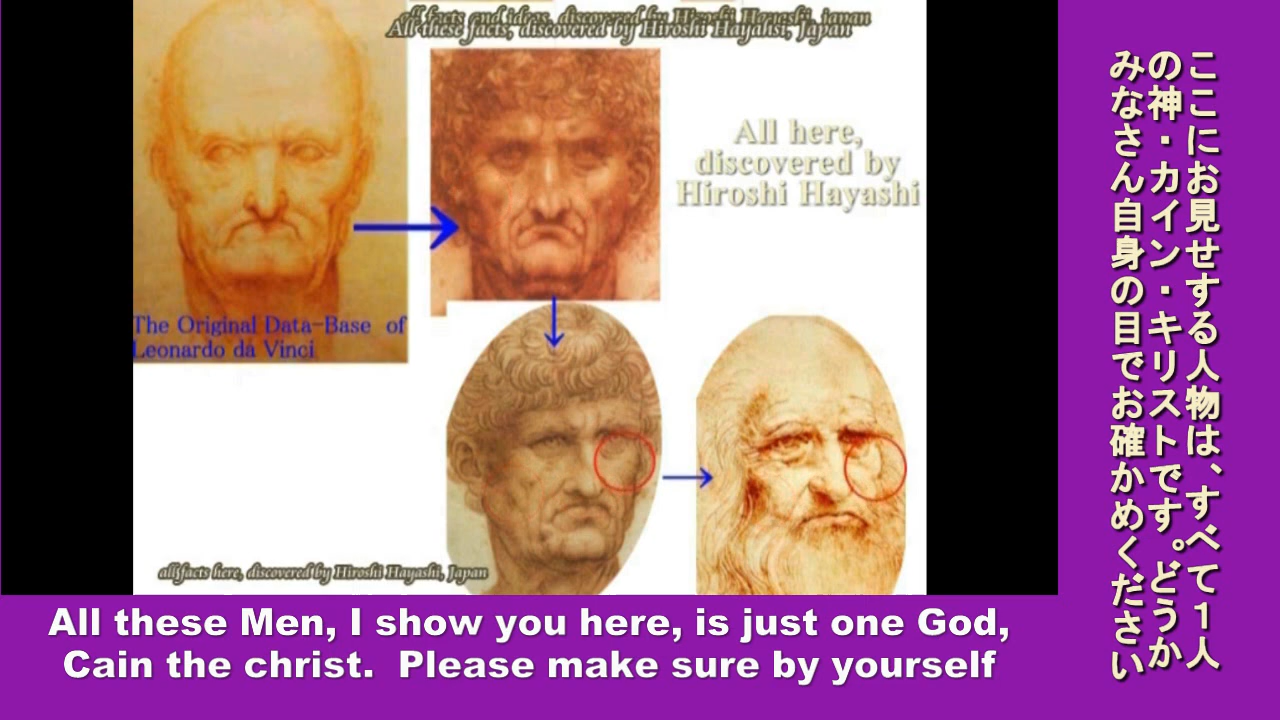 all facts and ideas, discovered by Hiroshi Hayashi, japan
All these facts, discovered by Hiroshi Hayahsi, Japan
All here,
discovered by
Hiroshi Hayashi
The Original Data-Base of
Leonardo da Vinci
allfacts here, discovered by Hiroshi Hayashi, Japan
All these Men, I show you here, is just one God,
Cain the christ. Please make sure by yourself
ここにお見せする人物は、すべて１人
の神・カイン・キリストです。どうか
みなさん自身の目でお確かめください